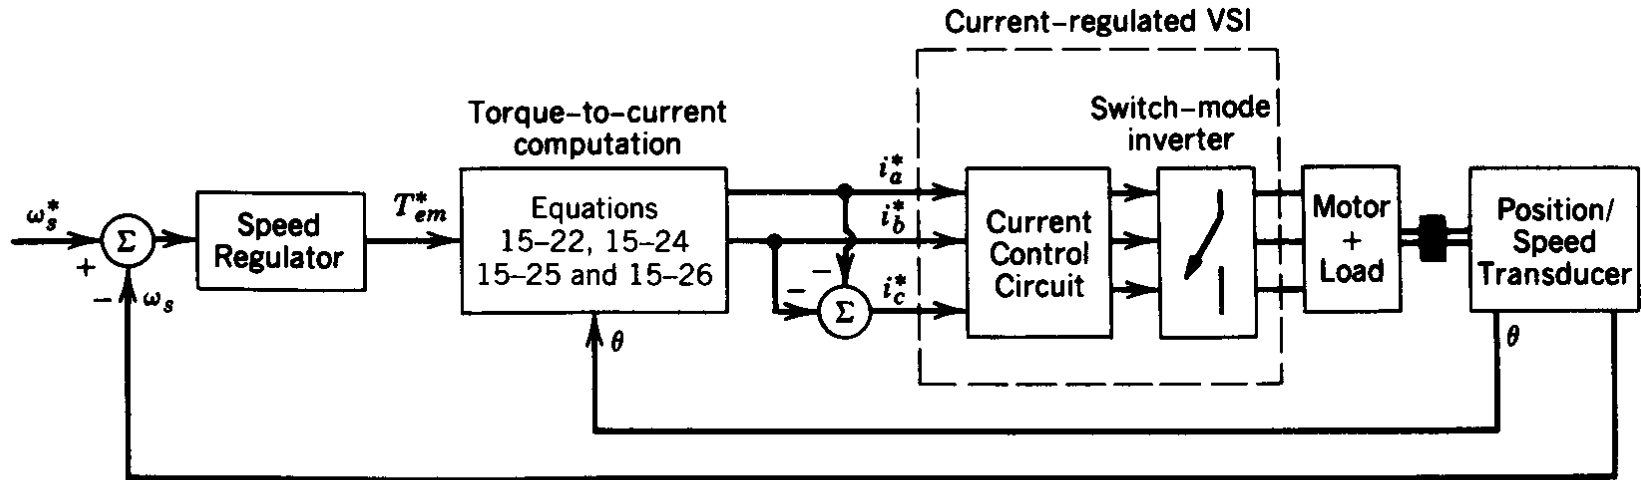 Current-regulated VSI
Torque-to-current
computation
Switch-mode
inverter
ω*s
+
−
ωs
Σ
Speed
Regulator
T*em
Equations
15-22, 15-24
15-25 and 15-26
θ
i*a
i*b
−
−
Σ
i*c
Current
Control
Circuit
Motor
+
Load
Position/
Speed
Transducer
θ